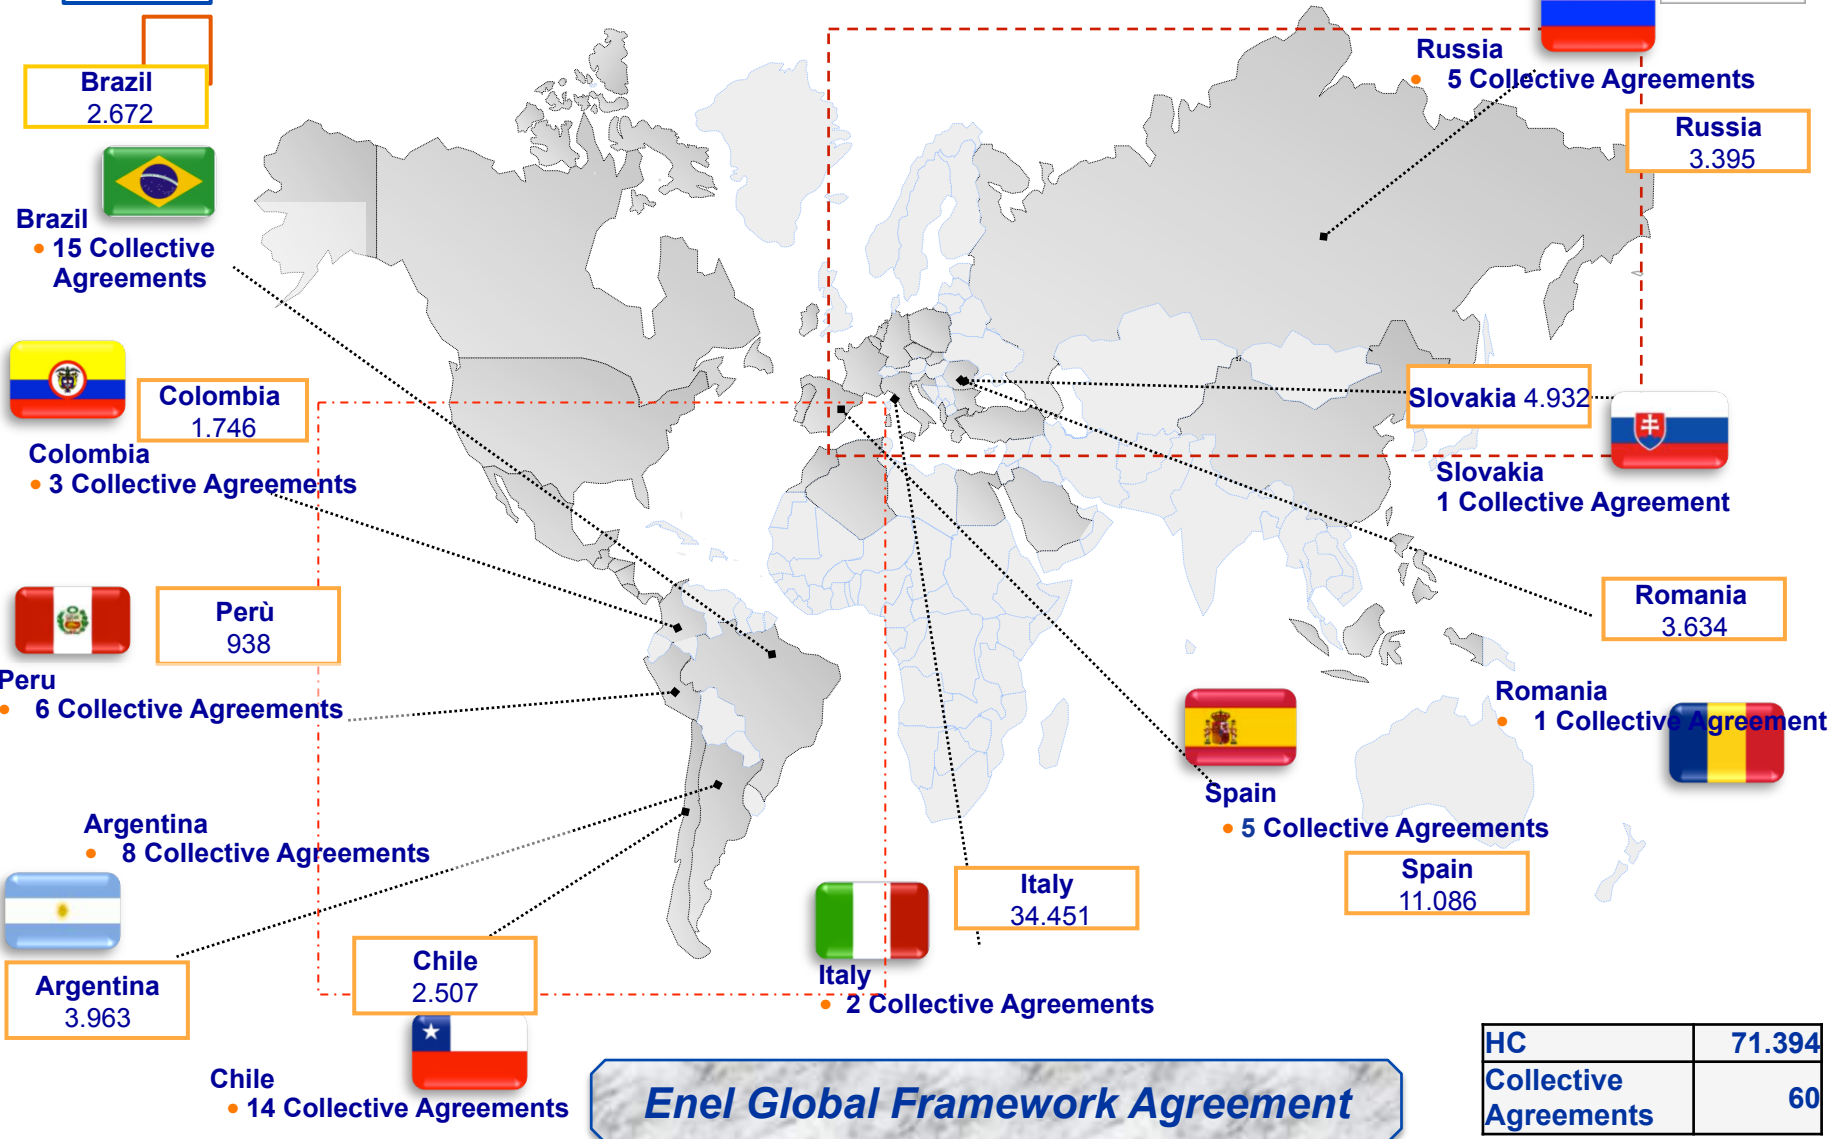 Brazil
2.672
Brazil
• 15 Collective
Agreements
Colombia
1.746
Colombia
• 3 Collective Agreements
Perù
938
Peru
• 6 Collective Agreements
Argentina
• 8 Collective Agreements
Argentina
3.963
Chile
2.507
Chile
• 14 Collective Agreements
Italy
34.451
Italy
• 2 Collective Agreements
Spain
• 5 Collective Agreements
Spain
11.086
Russia
• 5 Collective Agreements
Russia
3.395
Slovakia 4.932
Slovakia
1 Collective Agreement
Romania
3.634
Romania
• 1 Collective Agreement
Enel Global Framework Agreement
HC 71.394
Collective
Agreements 60